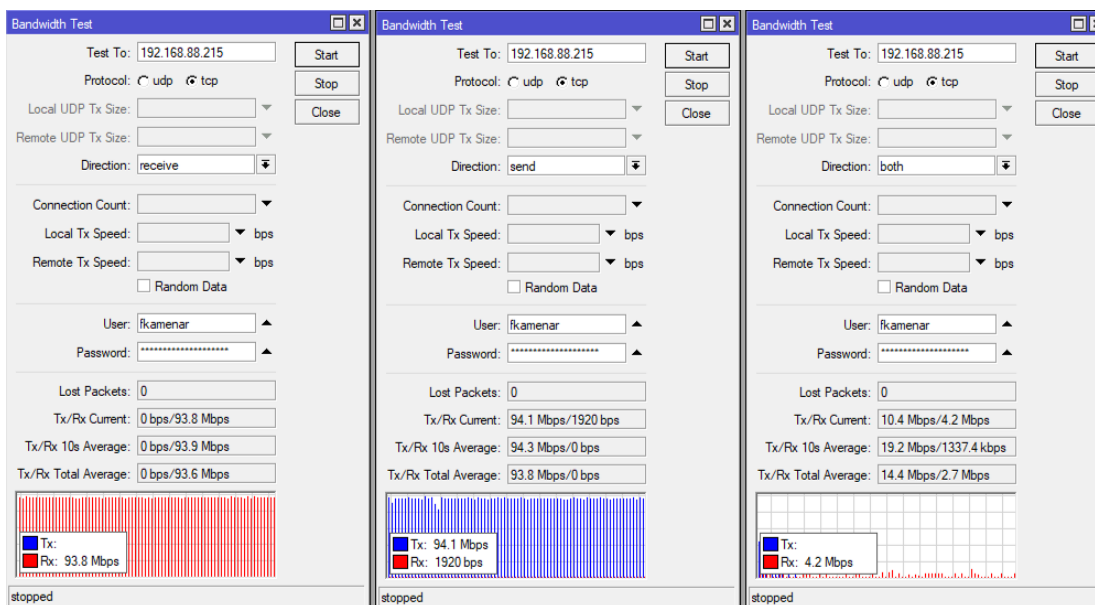 Bandwidth Test
Test To: 192.168.88.215
Start
Protocol: udp tcp
Stop
Local UDP Tx Size:
Close
Remote UDP Tx Size:
Direction: receive
Connection Count:
Local Tx Speed: bps
Remote Tx Speed: bps
Random Data
User: fkamenar
Password: ********************
Lost Packets: 0
Tx/Rx Current: 0 bps/93.8 Mbps
Tx/Rx 10s Average: 0 bps/93.9 Mbps
Tx/Rx Total Average: 0 bps/93.6 Mbps
Tx:
Rx: 93.8 Mbps
stopped
Bandwidth Test
Test To: 192.168.88.215
Start
Protocol: udp tcp
Stop
Local UDP Tx Size:
Close
Remote UDP Tx Size:
Direction: send
Connection Count:
Local Tx Speed: bps
Remote Tx Speed: bps
Random Data
User: fkamenar
Password: ********************
Lost Packets: 0
Tx/Rx Current: 94.1 Mbps/1920 bps
Tx/Rx 10s Average: 94.3 Mbps/0 bps
Tx/Rx Total Average: 93.8 Mbps/0 bps
Tx: 94.1 Mbps
Rx: 1920 bps
stopped
Bandwidth Test
Test To: 192.168.88.215
Start
Protocol: udp tcp
Stop
Local UDP Tx Size:
Close
Remote UDP Tx Size:
Direction: both
Connection Count:
Local Tx Speed: bps
Remote Tx Speed: bps
Random Data
User: fkamenar
Password: ********************
Lost Packets: 0
Tx/Rx Current: 10.4 Mbps/4.2 Mbps
Tx/Rx 10s Average: 19.2 Mbps/1337.4 kbps
Tx/Rx Total Average: 14.4 Mbps/2.7 Mbps
Tx:
Rx: 4.2 Mbps
stopped